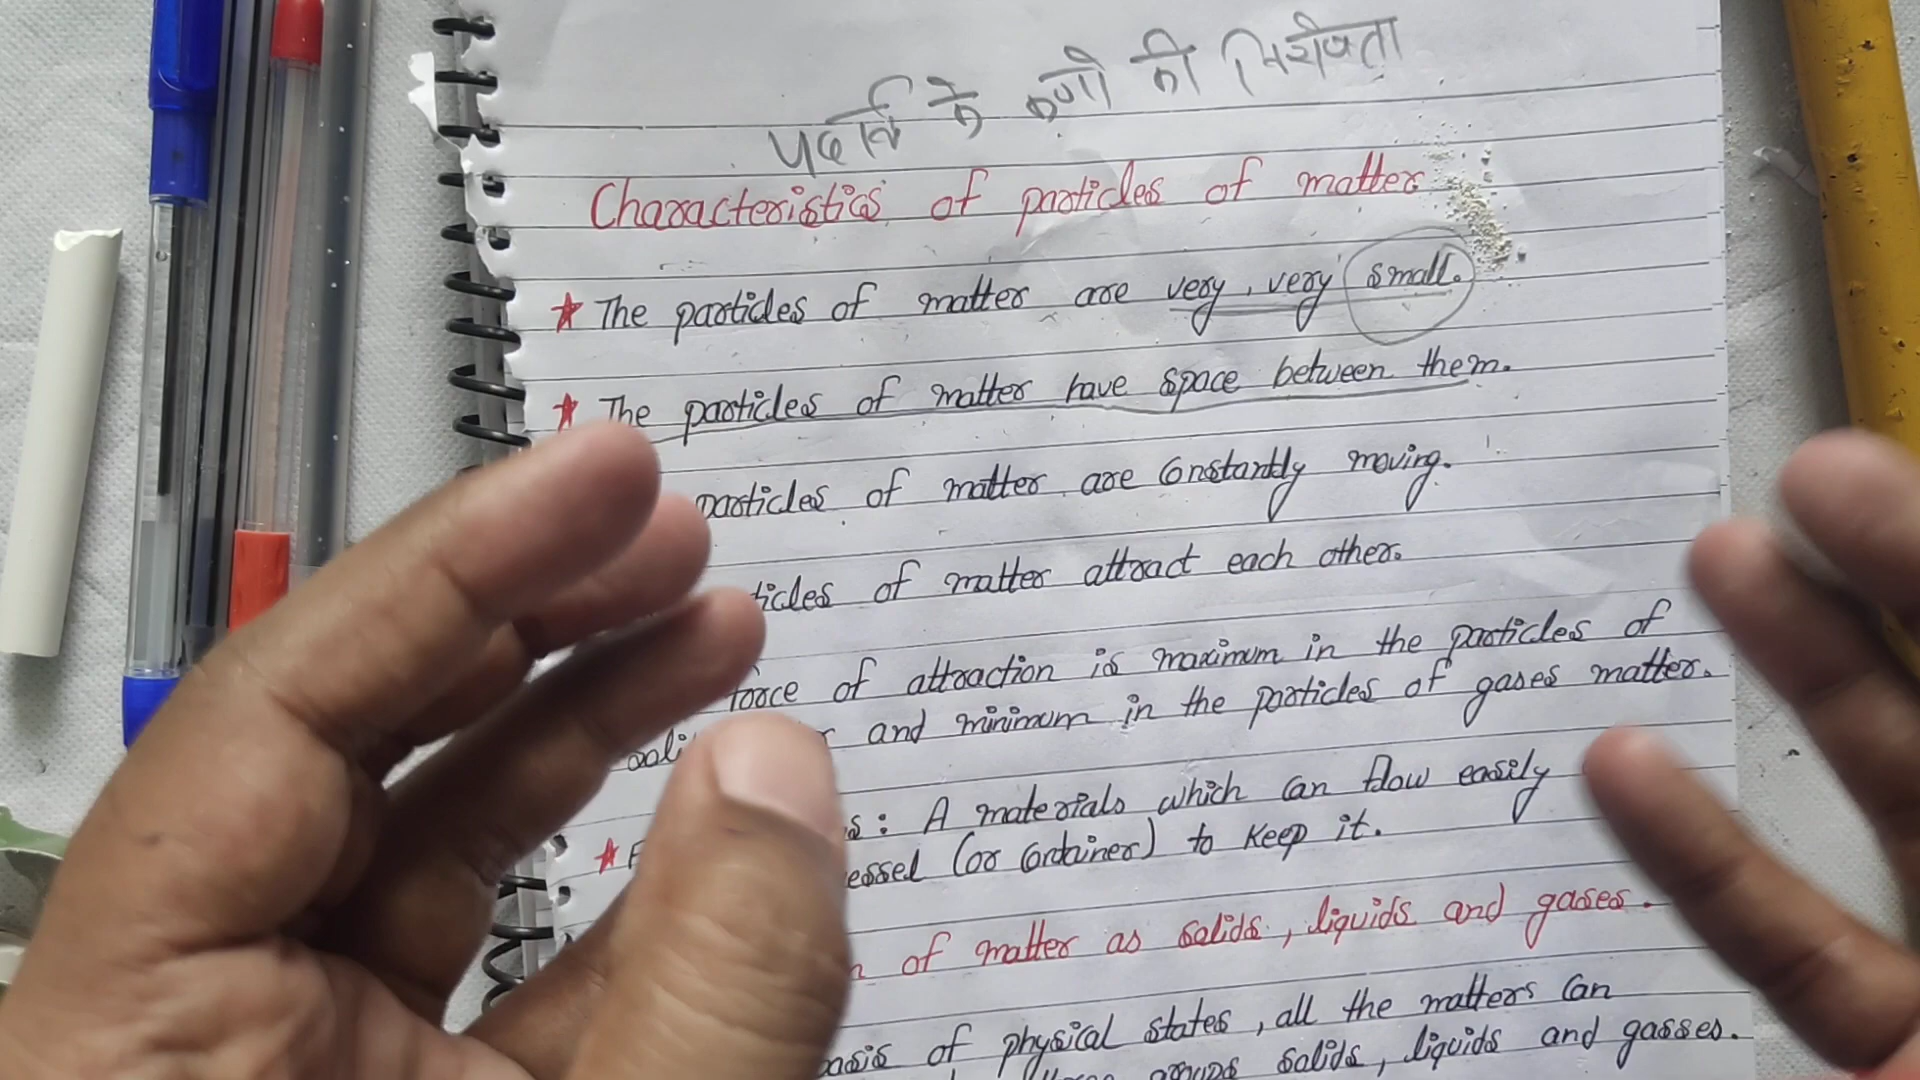 पदार्थ के कणो की विशेषता
Characteristics of particles of matter
★ The particles of matter are very, very small.
★ The particles of matter have space between them.
particles of matter are Constantly moving.
ticles of matter attract each other.
force of attraction is maximum in the particles of
soli and minimum in the particles of gases matter.
★ F s: A materials which Can flow easily
essel (or Container) to keep it.
n of matter as solids, liquids and gases.
asis of physical states, all the matters Can
groups solids, liquids and gasses.